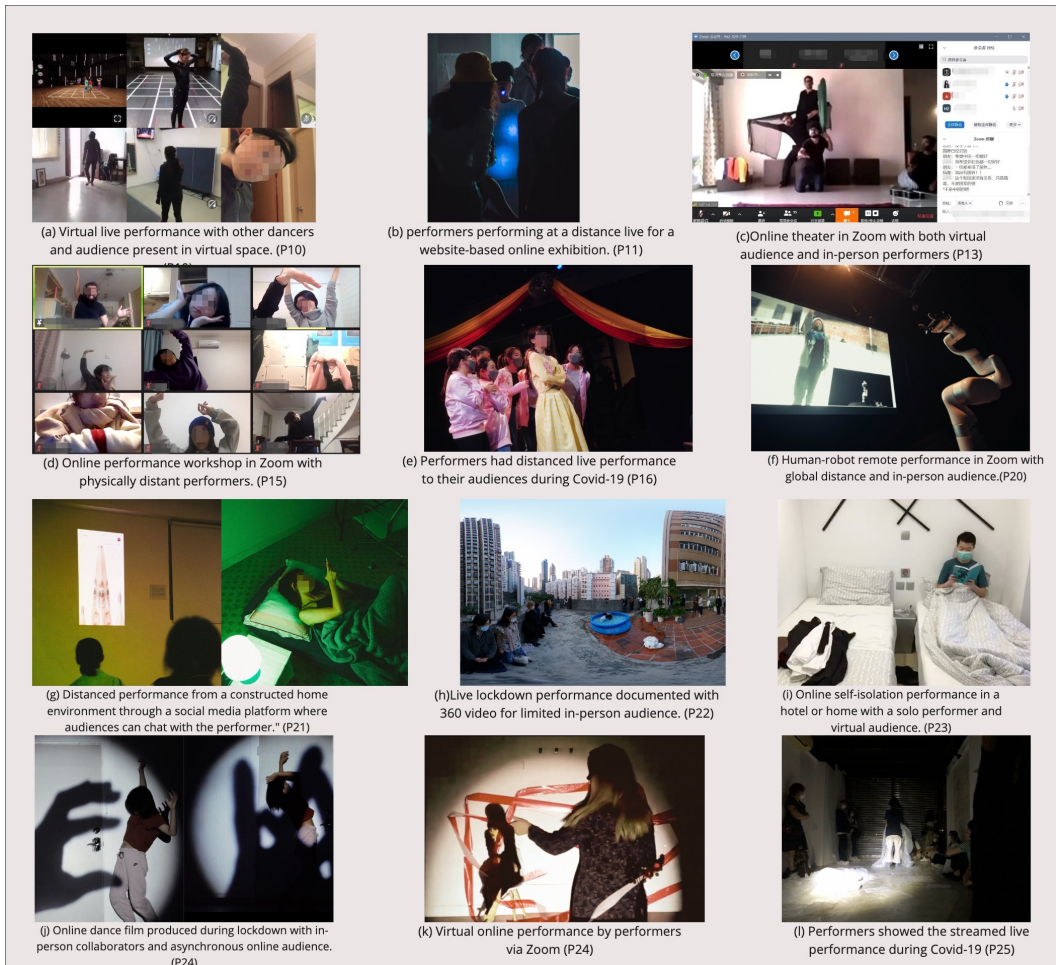 (a) Virtual live performance with other dancers
and audience present in virtual space. (P10)
(b) performers performing at a distance live for a
website-based online exhibition. (P11)
Zoom
(c)Online theater in Zoom with both virtual
audience and in-person performers (P13)
(d) Online performance workshop in Zoom with
physically distant performers. (P15)
(e) Performers had distanced live performance
to their audiences during Covid-19 (P16)
(f) Human-robot remote performance in Zoom with
global distance and in-person audience.(P20)
(g) Distanced performance from a constructed home
environment through a social media platform where
audiences can chat with the performer." (P21)
(h)Live lockdown performance documented with
360 video for limited in-person audience. (P22)
(i) Online self-isolation performance in a
hotel or home with a solo performer and
virtual audience. (P23)
(j) Online dance film produced during lockdown with in-
person collaborators and asynchronous online audience.
(P24)
(k) Virtual online performance by performers
via Zoom (P24)
(l) Performers showed the streamed live
performance during Covid-19 (P25)